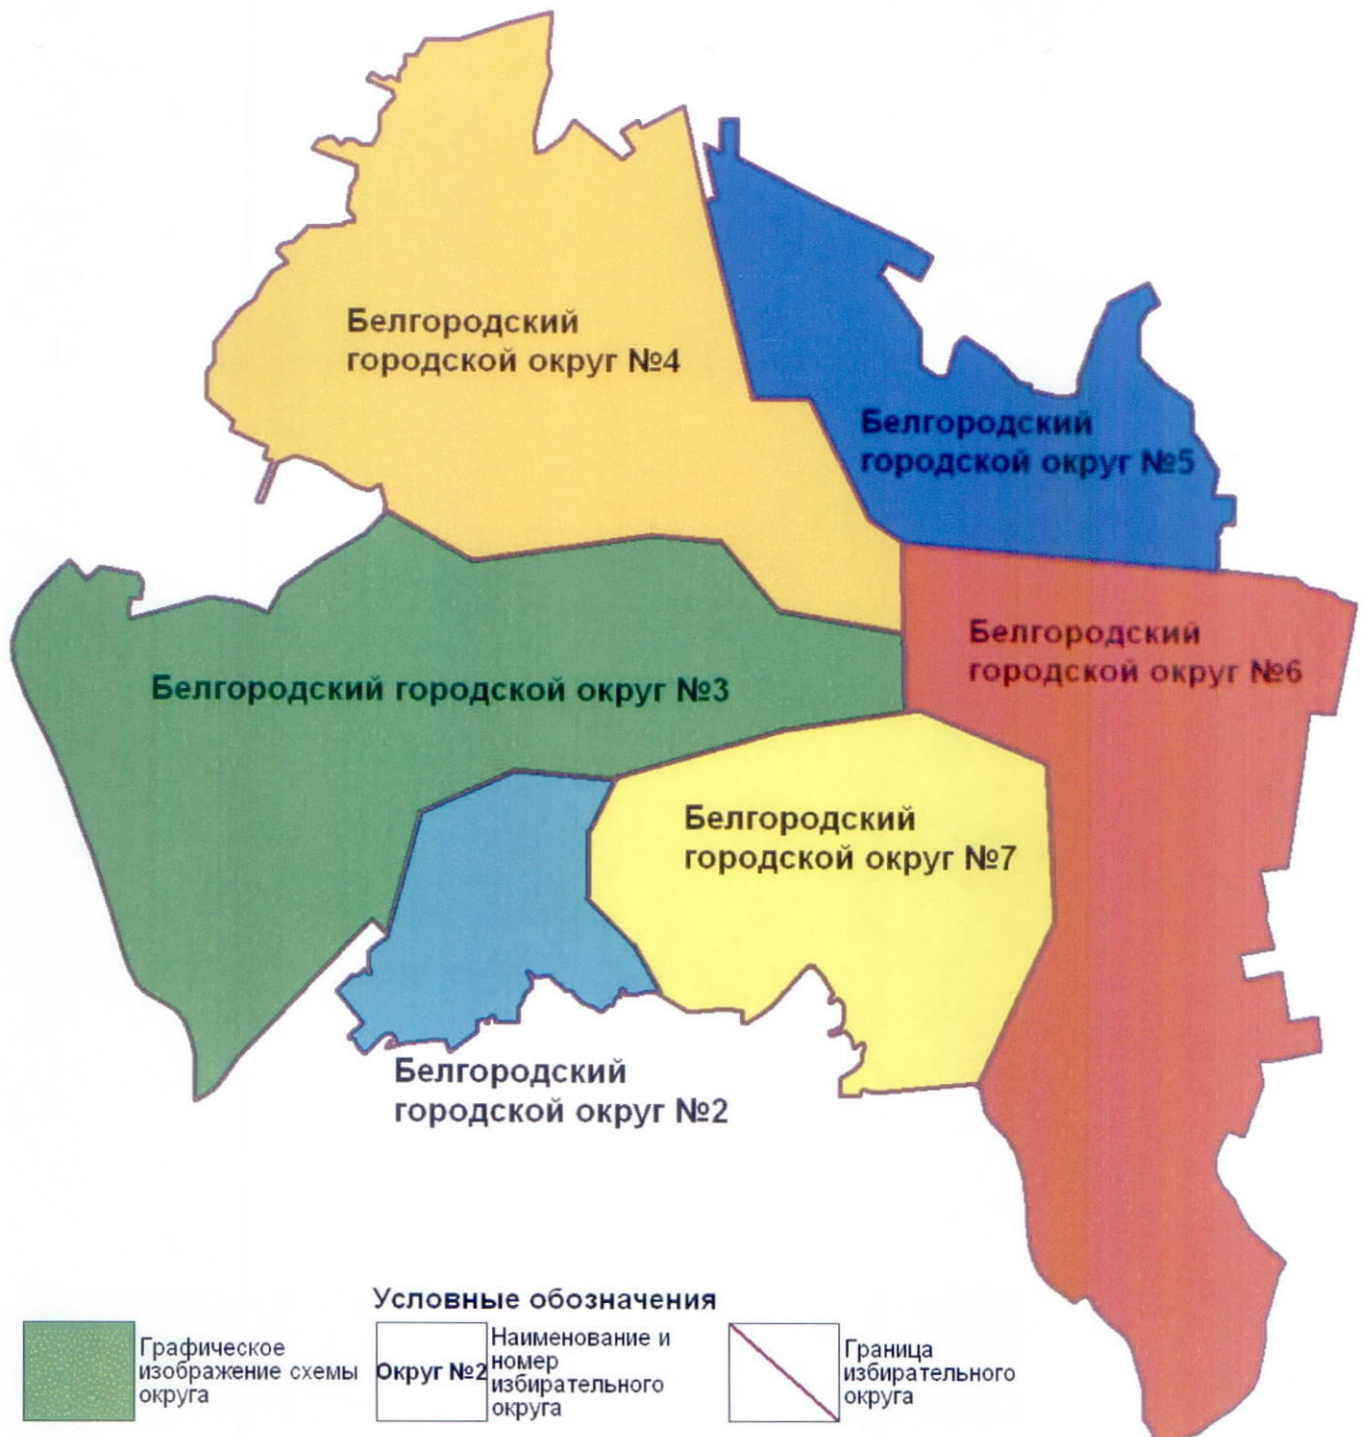 Белгородский
городской округ №4
Белгородский
городской округ №5
Белгородский
городской округ №6
Белгородский городской округ №3
Белгородский
городской округ №7
Белгородский
городской округ №2
Условные обозначения
Графическое
изображение схемы
округа
Округ №2
Наименование и
номер
избирательного
округа
Граница
избирательного
округа